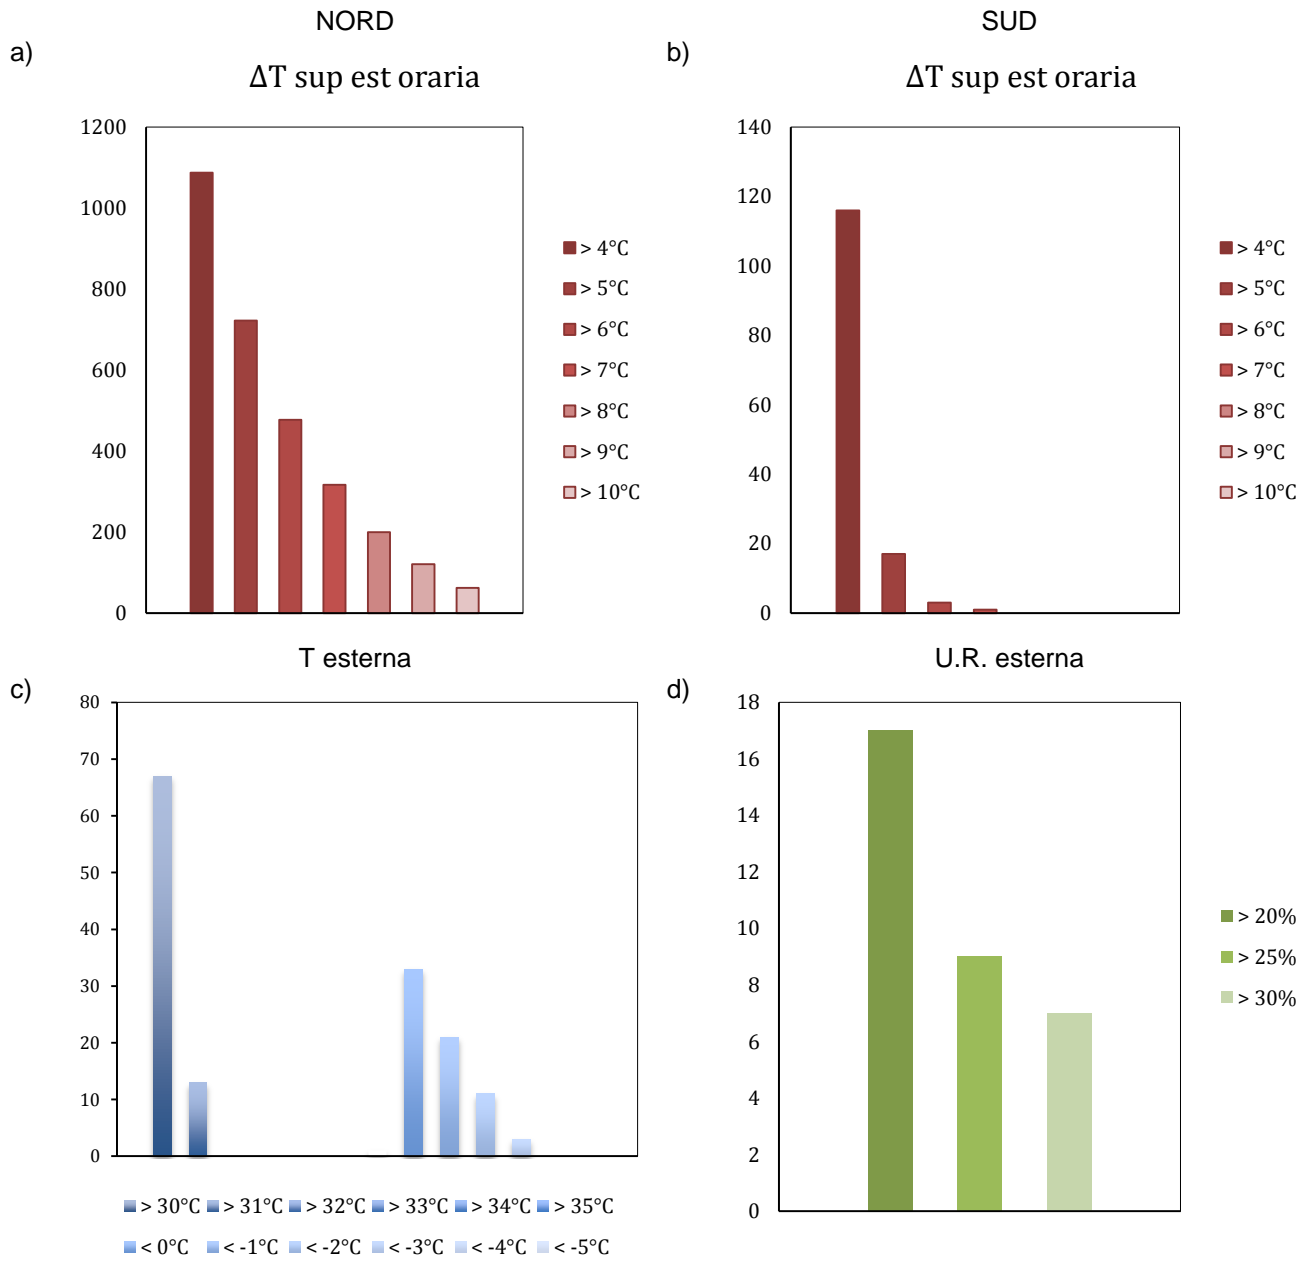 NORD
SUD
a)
b)
ΔT sup est oraria
ΔT sup est oraria
1200
1000
800
600
400
200
0
> 4°C
> 5°C
> 6°C
> 7°C
> 8°C
> 9°C
> 10°C
140
120
100
80
60
40
20
0
> 4°C
> 5°C
> 6°C
> 7°C
> 8°C
> 9°C
> 10°C
T esterna
U.R. esterna
c)
d)
80
70
60
50
40
30
20
10
0
> 30°C > 31°C > 32°C > 33°C > 34°C > 35°C
< 0°C < -1°C < -2°C < -3°C < -4°C < -5°C
18
16
14
12
10
8
6
4
2
0
> 20%
> 25%
> 30%